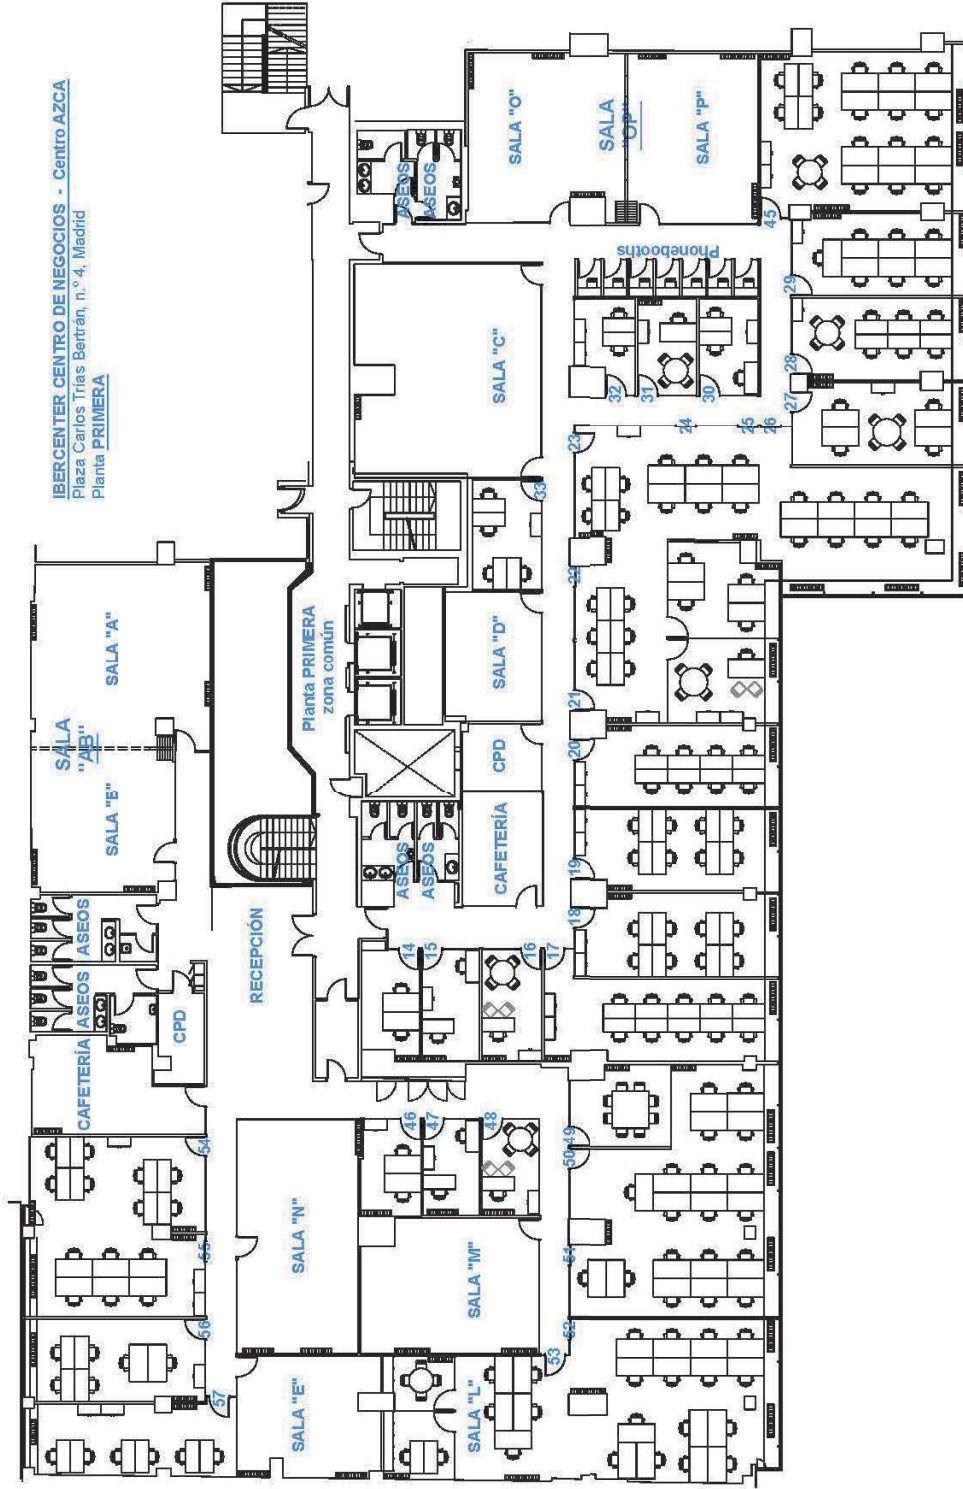 IBERCENTER CENTRO DE NEGOCIOS - Centro AZCA
Plaza Carlos Trías Bertrán, n.º 4, Madrid
Planta PRIMERA
SALA "A"
SALA
"AB"
SALA "B"
ASEOS
ASEOS
CAFETERÍA
CPD
RECEPCIÓN
Planta PRIMERA
zona común
54
55
56
57
SALA "N"
SALA "E"
SALA "M"
SALA "L"
46
47
48
49
50
51
52
53
ASEOS
ASEOS
CAFETERÍA
CPD
SALA "D"
14
15
16
17
18
19
20
21
22
23
33
SALA "C"
ASEOS
ASEOS
SALA "O"
SALA
"OP"
SALA "P"
Phonebooths
32
31
30
24
25
26
27
28
29
45